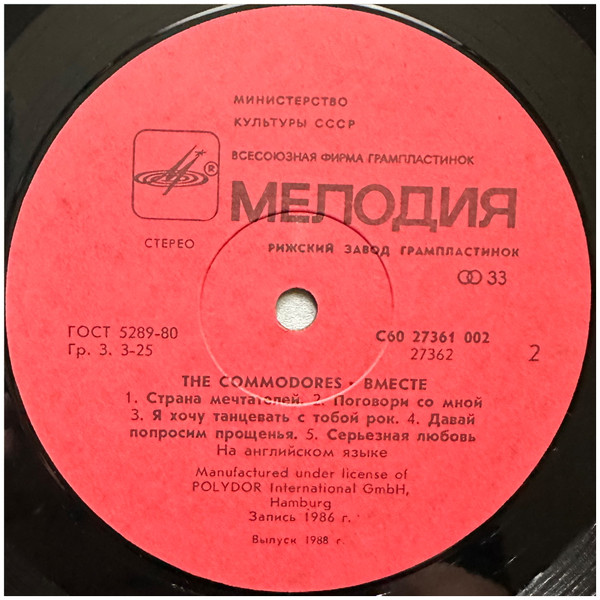 МИНИСТЕРСТВО
КУЛЬТУРЫ СССР
ВСЕСОЮЗНАЯ ФИРМА ГРАМПЛАСТИНОК
®
МЕЛОДИЯ
СТЕРЕО
РИЖСКИЙ ЗАВОД ГРАМПЛАСТИНОК
33
ГОСТ 5289-80
С60 27361 002
Гр. 3. 3-25
27362
2
THE COMMODORES · ВМЕСТЕ
1. Страна мечтателей. 2. Поговори со мной
3. Я хочу танцевать с тобой рок. 4. Давай
попросим прощенья. 5. Серьезная любовь
На английском языке
Manufactured under license of
POLYDOR International GmbH,
Hamburg
Запись 1986 г.
Выпуск 1988 г.